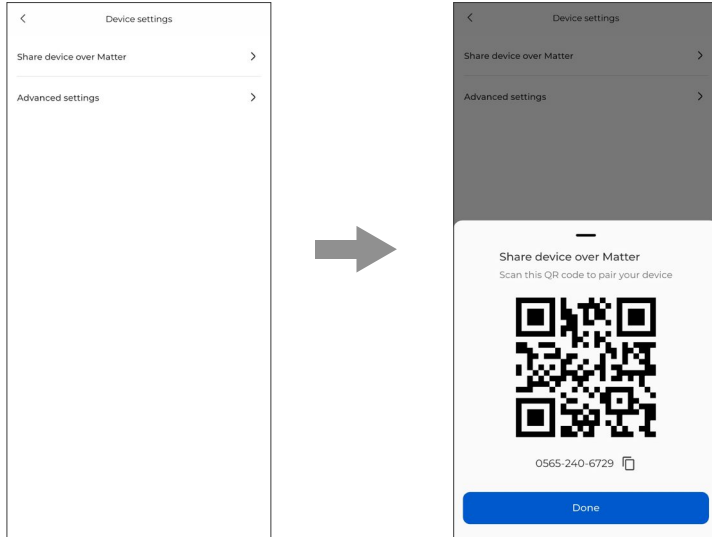 Device settings
Share device over Matter
Advanced settings
Device settings
Share device over Matter
Advanced settings
Share device over Matter
Scan this QR code to pair your device
0565-240-6729
Done